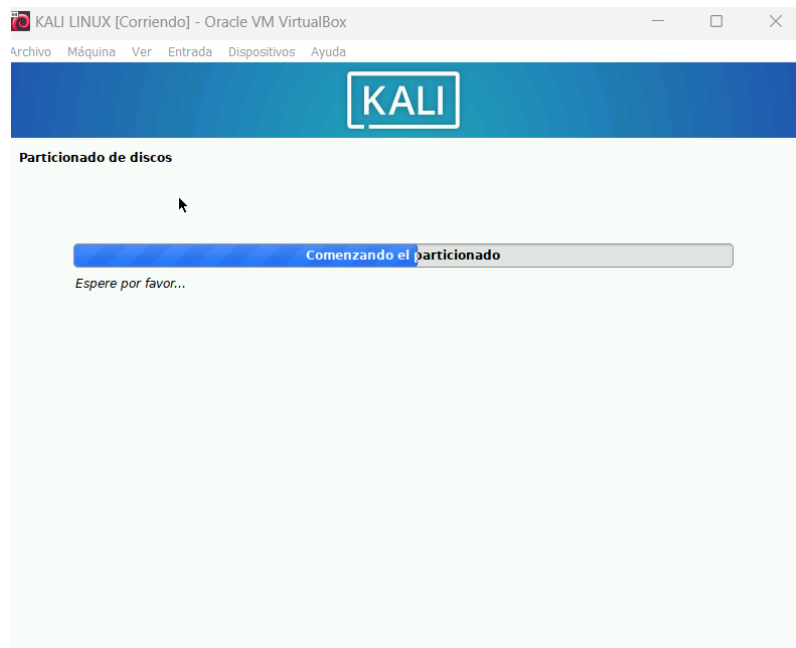 KALI LINUX [Corriendo] - Oracle VM VirtualBox
Archivo Máquina Ver Entrada Dispositivos Ayuda
KALI
Particionado de discos
Comenzando el particionado
Espere por favor...